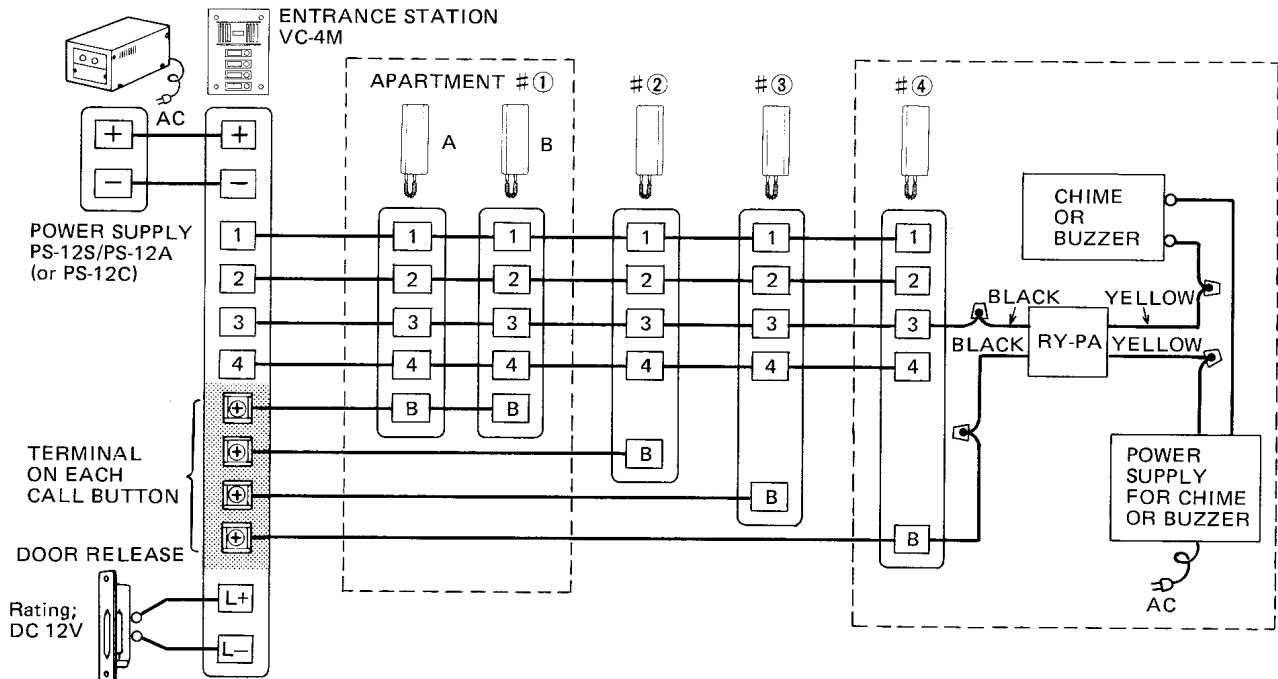 ENTRANCE STATION
VC-4M
AC
POWER SUPPLY
PS-12S/PS-12A
(or PS-12C)
+
−
+
−
1
2
3
4
TERMINAL
ON EACH
CALL BUTTON
DOOR RELEASE
Rating;
DC 12V
L+
L−
APARTMENT #①
A
B
1
2
3
4
B
1
2
3
4
B
#②
1
2
3
4
B
#③
1
2
3
4
B
#④
1
2
3
4
B
BLACK
BLACK
RY-PA
YELLOW
YELLOW
CHIME
OR
BUZZER
POWER
SUPPLY
FOR CHIME
OR BUZZER
AC